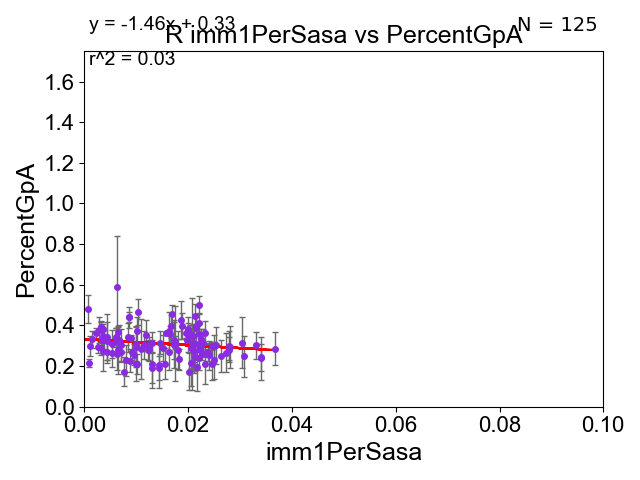 y = -1.46x + 0.33
N = 125
R imm1PerSasa vs PercentGpA
r^2 = 0.03
1.6
1.4
1.2
1.0
0.8
0.6
0.4
0.2
0.0
PercentGpA
0.00 0.02 0.04 0.06 0.08 0.10
imm1PerSasa